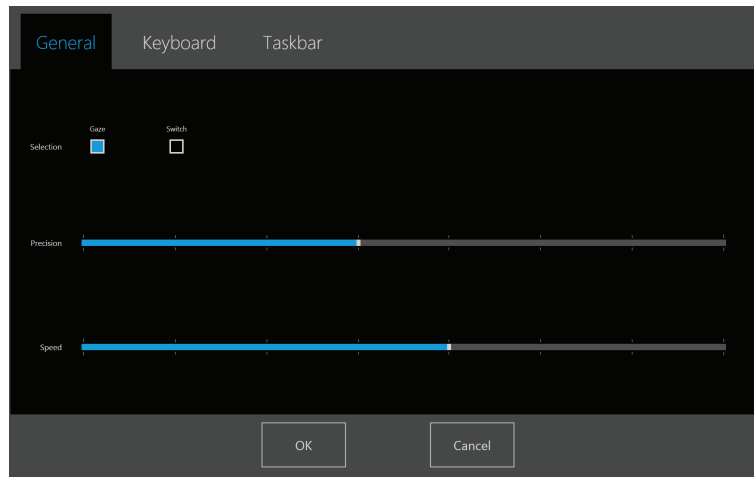 General Keyboard Taskbar
Gaze Switch
Selection
Precision
Speed
OK Cancel